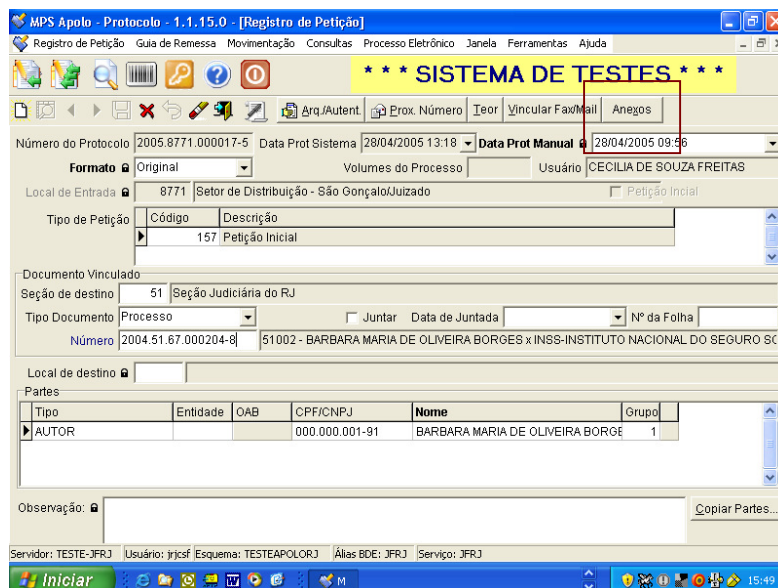 MPS Apolo - Protocolo - 1.1.15.0 - [Registro de Petição]
Registro de Petição Guia de Remessa Movimentação Consultas Processo Eletrônico Janela Ferramentas Ajuda
* * * SISTEMA DE TESTES * * *
Arq./Autent. Prox. Número Teor Vincular Fax/Mail Anexos
Número do Protocolo 2005.8771.000017-5 Data Prot Sistema 28/04/2005 13:18 Data Prot Manual 28/04/2005 09:56
Formato Original Volumes do Processo Usuário CECILIA DE SOUZA FREITAS
Local de Entrada 8771 Setor de Distribuição - São Gonçalo/Juizado Petição Incial
Tipo de Petição Código Descrição
157 Petição Inicial
Documento Vinculado
Seção de destino 51 Seção Judiciária do RJ
Tipo Documento Processo Juntar Data de Juntada Nº da Folha
Número 2004.51.67.000204-8 51002 - BARBARA MARIA DE OLIVEIRA BORGES x INSS-INSTITUTO NACIONAL DO SEGURO SO
Local de destino
Partes
Tipo Entidade OAB CPF/CNPJ Nome Grupo
AUTOR 000.000.001-91 BARBARA MARIA DE OLIVEIRA BORGE 1
Observação: Copiar Partes...
Servidor: TESTE-JFRJ Usuário: jrjcsf Esquema: TESTEAPOLORJ Álias BDE: JFRJ Serviço: JFRJ
Iniciar M 15:49